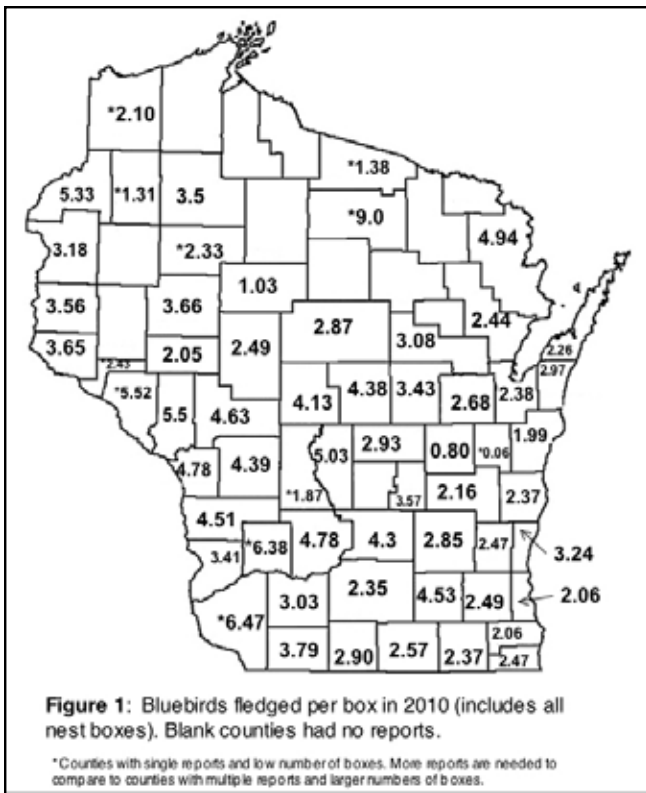 *2.10
*1.38
5.33 *1.31 3.5
*9.0
3.18 *2.33 4.94
1.03
3.56 3.66
2.87 2.44
3.65 2.05 2.49 3.08
2.26
*2.43 2.97
*5.52 4.13 4.38 3.43 2.68 2.38
5.5 4.63
1.99
5.03 2.93 0.80 *0.06
4.78 4.39
*1.87 3.57 2.16 2.37
4.51
3.41 *6.38 4.78 4.3 2.85 2.47 3.24
2.35
*6.47 3.03 4.53 2.49 2.06
2.06
3.79 2.90 2.57 2.37 2.47
Figure 1: Bluebirds fledged per box in 2010 (includes all
nest boxes). Blank counties had no reports.
*Counties with single reports and low number of boxes. More reports are needed to
compare to counties with multiple reports and larger numbers of boxes.